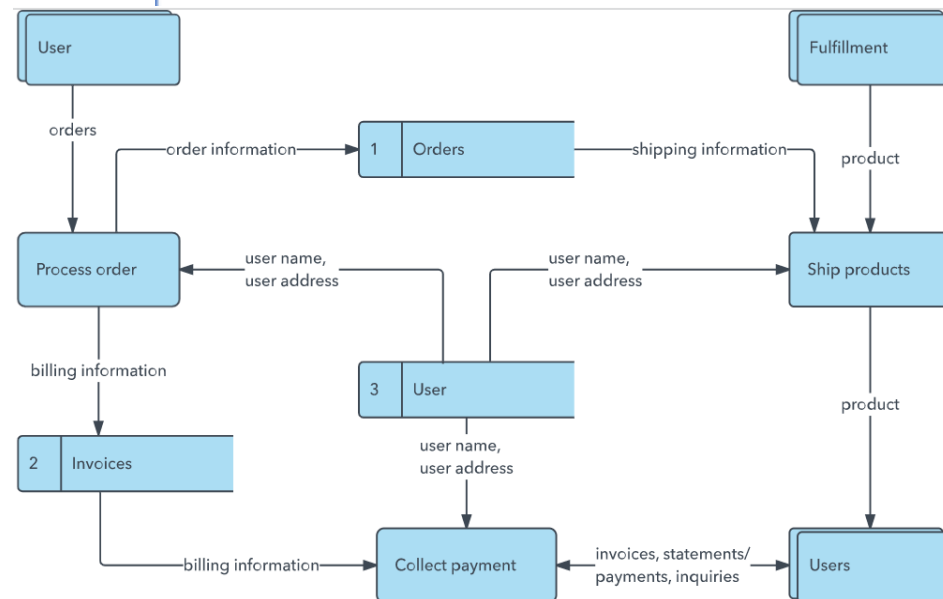 User
Fulfillment
orders
order information
1
Orders
shipping information
product
Process order
user name,
user address
user name,
user address
Ship products
billing information
3
User
product
user name,
user address
2
Invoices
billing information
Collect payment
invoices, statements/
payments, inquiries
Users